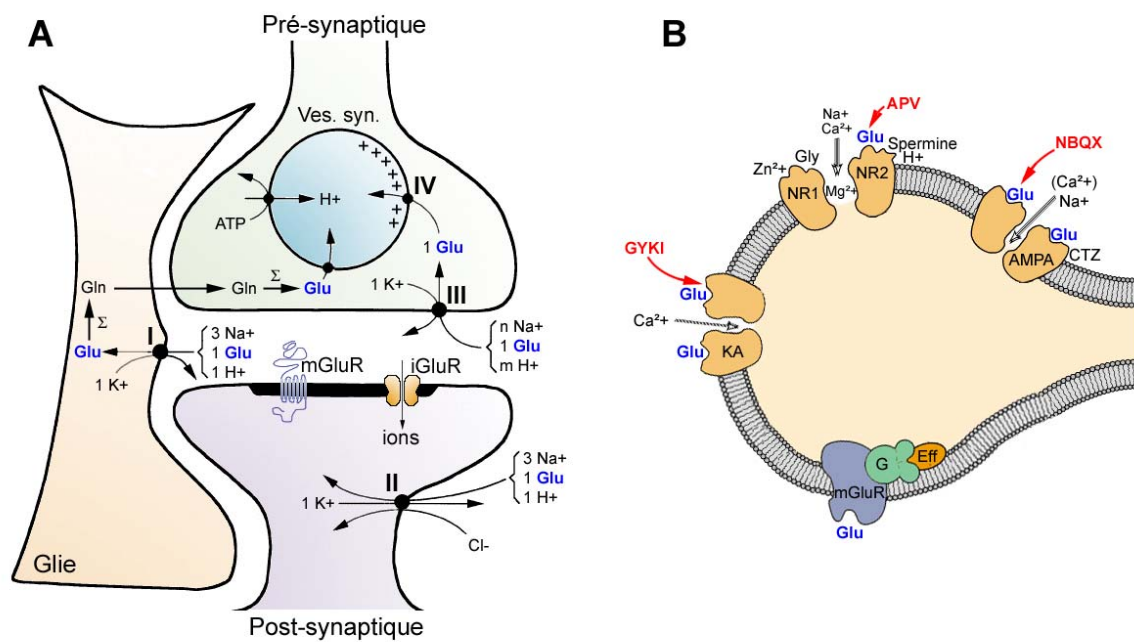 A
Pré-synaptique
Ves. syn.
+ + + + + + +
IV
H+
ATP
1 Glu
Gln
Gln
Σ
Glu
1 K+
III
Σ
I
Glu
1 K+
3 Na+
1 Glu
1 H+
n Na+
1 Glu
m H+
mGluR
iGluR
ions
II
1 K+
3 Na+
1 Glu
1 H+
Cl-
Glie
Post-synaptique
B
APV
Na+
Ca²+
Glu
Spermine
H+
Gly
Zn²+
NR1
Mg²+
NR2
NBQX
Glu
(Ca²+)
Na+
Glu
AMPA
CTZ
GYKI
Glu
Ca²+
Glu
KA
G
Eff
mGluR
Glu